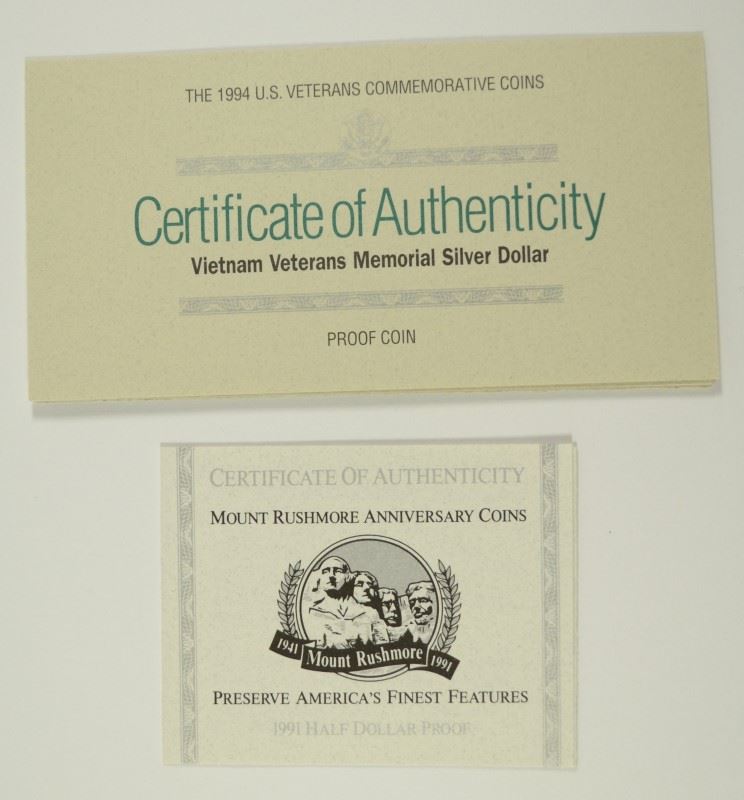 THE 1994 U.S. VETERANS COMMEMORATIVE COINS
Certificate of Authenticity
Vietnam Veterans Memorial Silver Dollar
PROOF COIN
CERTIFICATE OF AUTHENTICITY
MOUNT RUSHMORE ANNIVERSARY COINS
1941 Mount Rushmore 1991
PRESERVE AMERICA'S FINEST FEATURES
1991 HALF DOLLAR PROOF